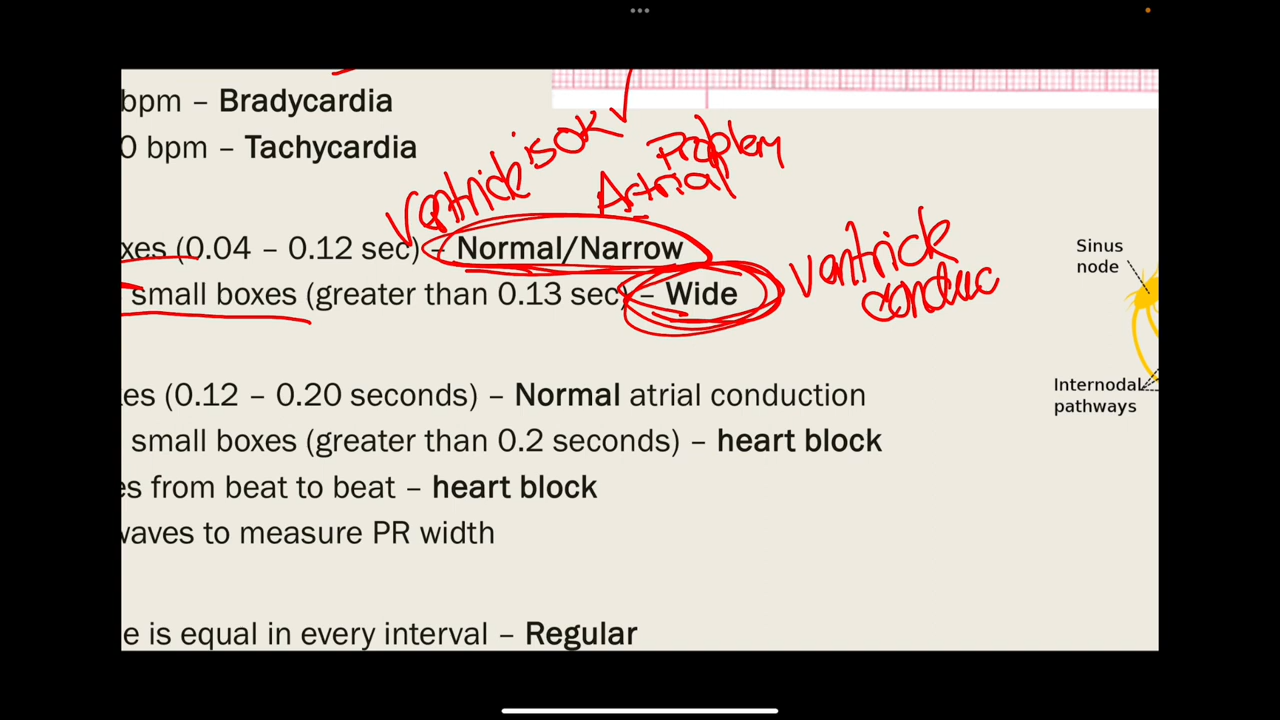 bpm – Bradycardia
0 bpm – Tachycardia
Ventricle is OK ✓
Problem
Artrial
xes (0.04 – 0.12 sec) – Normal/Narrow
small boxes (greater than 0.13 sec) – Wide
ventrick
conduc
Sinus
node
Internodal
pathways
es (0.12 – 0.20 seconds) – Normal atrial conduction
small boxes (greater than 0.2 seconds) – heart block
es from beat to beat – heart block
waves to measure PR width
e is equal in every interval – Regular